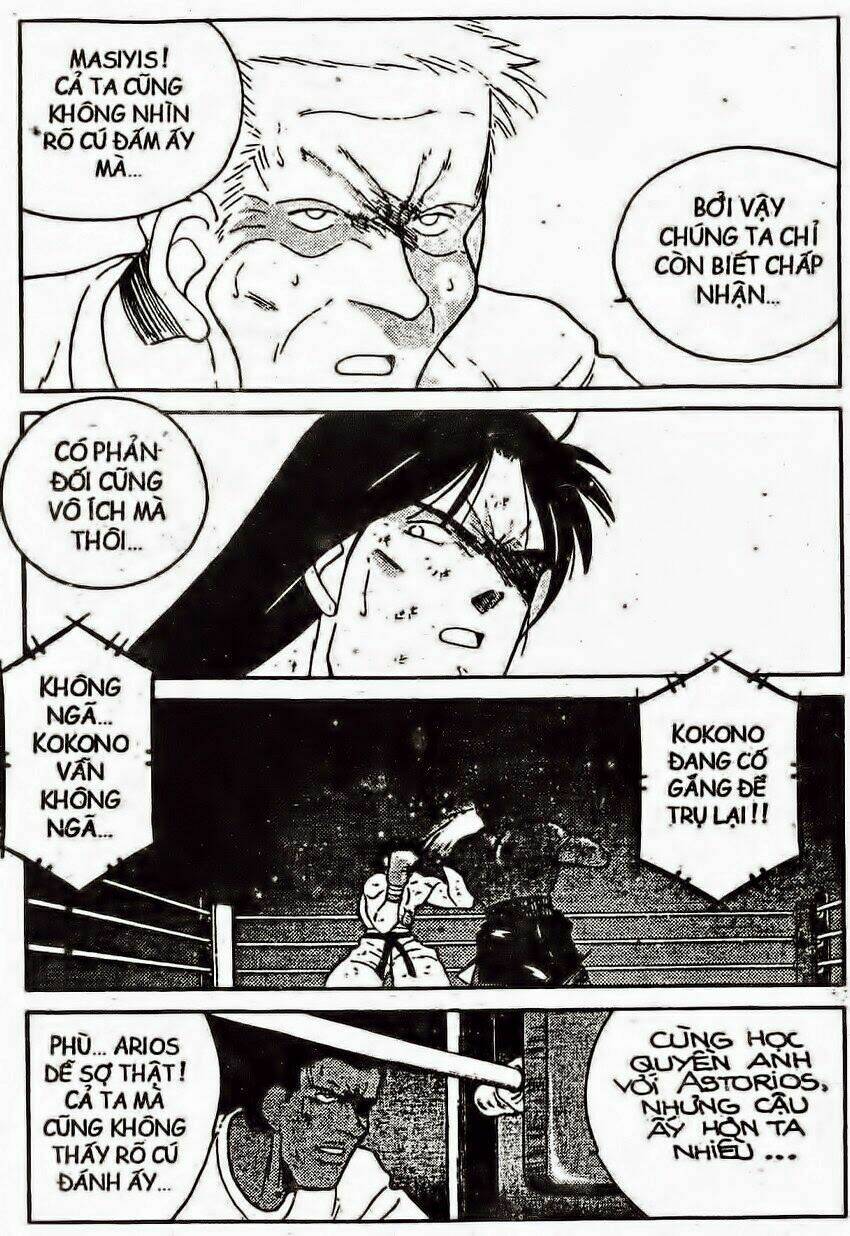 MASIYIS!
CẢ TA CŨNG
KHÔNG NHÌN
RÕ CÚ ĐẤM ẤY
MÀ...
BỞI VẬY
CHÚNG TA CHỈ
CÒN BIẾT CHẤP
NHẬN...
CÓ PHẢN
ĐỐI CŨNG
VÔ ÍCH MÀ
THÔI...
KHÔNG
NGÃ...
KOKONO
VẪN
KHÔNG
NGÃ...
KOKONO
ĐANG CỐ
GẮNG ĐỂ
TRỤ LẠI!!
PHÙ... ARIOS
DỄ SỢ THẬT!
CẢ TA MÀ
CŨNG KHÔNG
THẤY RÕ CÚ
ĐÁNH ẤY...
CÙNG HỌC
QUYỀN ANH
VỚI ASTORIOS,
NHƯNG CẬU
ẤY HƠN TA
NHIỀU...